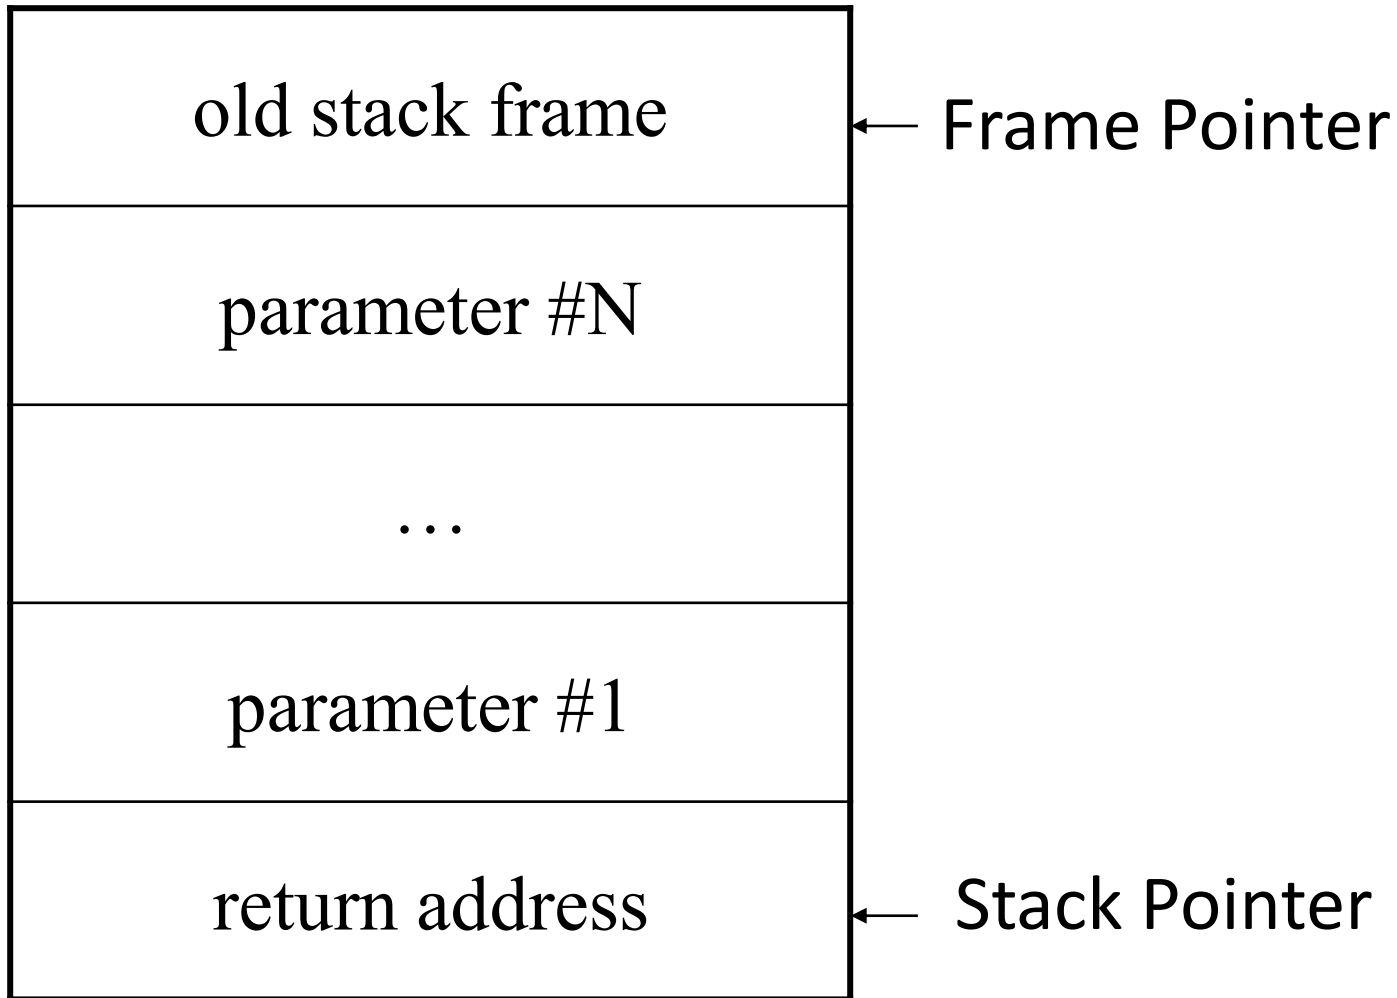 old stack frame
Frame Pointer
parameter #N
…
parameter #1
return address
Stack Pointer